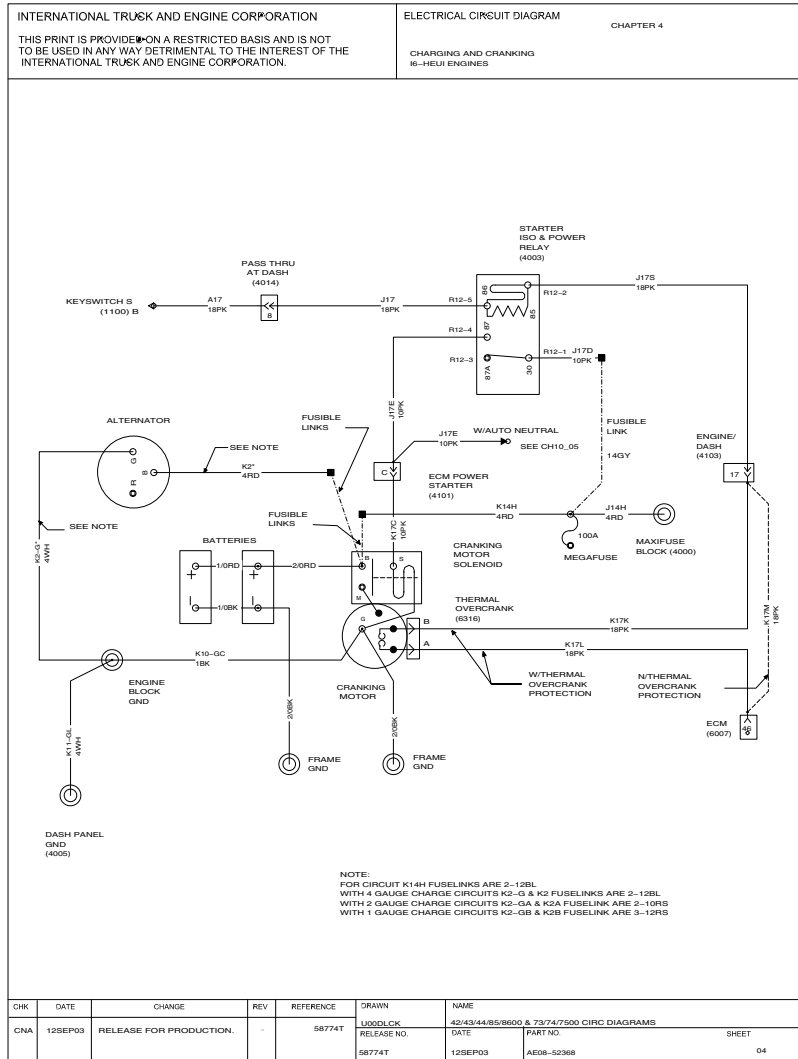 INTERNATIONAL TRUCK AND ENGINE CORPORATION
THIS PRINT IS PROVIDED ON A RESTRICTED BASIS AND IS NOT
TO BE USED IN ANY WAY DETRIMENTAL TO THE INTEREST OF THE
INTERNATIONAL TRUCK AND ENGINE CORPORATION.
ELECTRICAL CIRCUIT DIAGRAM
CHAPTER 4
CHARGING AND CRANKING
I6-HEUI ENGINES
STARTER
ISO & POWER
RELAY
(4003)
PASS THRU
AT DASH
(4014)
KEYSWITCH S
(1100) B
A17
18PK
8
J17
18PK
R12-5
86
R12-2
85
J17S
18PK
R12-4
87
R12-3
87A
30
R12-1
J17D
10PK
J17E
10PK
ALTERNATOR
G
B
R
SEE NOTE
K2*
4RD
FUSIBLE
LINKS
J17E
10PK
W/AUTO NEUTRAL
SEE CH10_05
FUSIBLE
LINK
14GY
ENGINE/
DASH
(4103)
17
C
ECM POWER
STARTER
(4101)
SEE NOTE
K2-G*
4WH
FUSIBLE
LINKS
K17C
10PK
K14H
4RD
J14H
4RD
100A
MEGAFUSE
MAXIFUSE
BLOCK (4000)
BATTERIES
1/0RD
2/0RD
+
+
1/0BK
B
S
M
CRANKING
MOTOR
SOLENOID
THERMAL
OVERCRANK
(6316)
G
B
A
K17K
18PK
K17L
18PK
K17M
18PK
K10-GC
1BK
ENGINE
BLOCK
GND
CRANKING
MOTOR
W/THERMAL
OVERCRANK
PROTECTION
N/THERMAL
OVERCRANK
PROTECTION
2/0BK
2/0BK
K11-GL
4WH
ECM
(6007)
46
FRAME
GND
FRAME
GND
DASH PANEL
GND
(4005)
NOTE:
FOR CIRCUIT K14H FUSELINKS ARE 2-12BL
WITH 4 GAUGE CHARGE CIRCUITS K2-G & K2 FUSELINKS ARE 2-12BL
WITH 2 GAUGE CHARGE CIRCUITS K2-GA & K2A FUSELINK ARE 2-10RS
WITH 1 GAUGE CHARGE CIRCUITS K2-GB & K2B FUSELINK ARE 3-12RS
CHK DATE CHANGE REV REFERENCE
CNA 12SEP03 RELEASE FOR PRODUCTION. - 58774T
DRAWN
U00DLCK
NAME
42/43/44/85/8600 & 73/74/7500 CIRC DIAGRAMS
RELEASE NO.
58774T
DATE
12SEP03
PART NO.
AE08-52368
SHEET
04